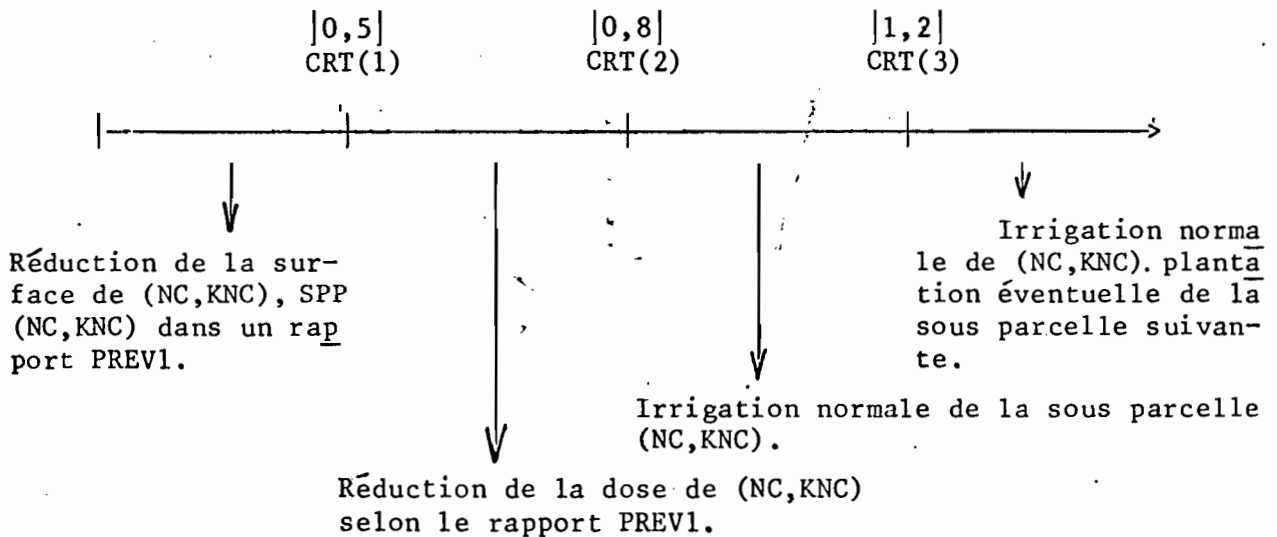 |0,5| |0,8| |1,2|
CRT(1) CRT(2) CRT(3)
Réduction de la sur-
face de (NC,KNC), SPP
(NC,KNC) dans un rap
port PREV1.
Irrigation norma
le de (NC,KNC). planta
tion éventuelle de la
sous parcelle suivan-
te.
Irrigation normale de la sous parcelle
(NC,KNC).
Réduction de la dose de (NC,KNC)
selon le rapport PREV1.